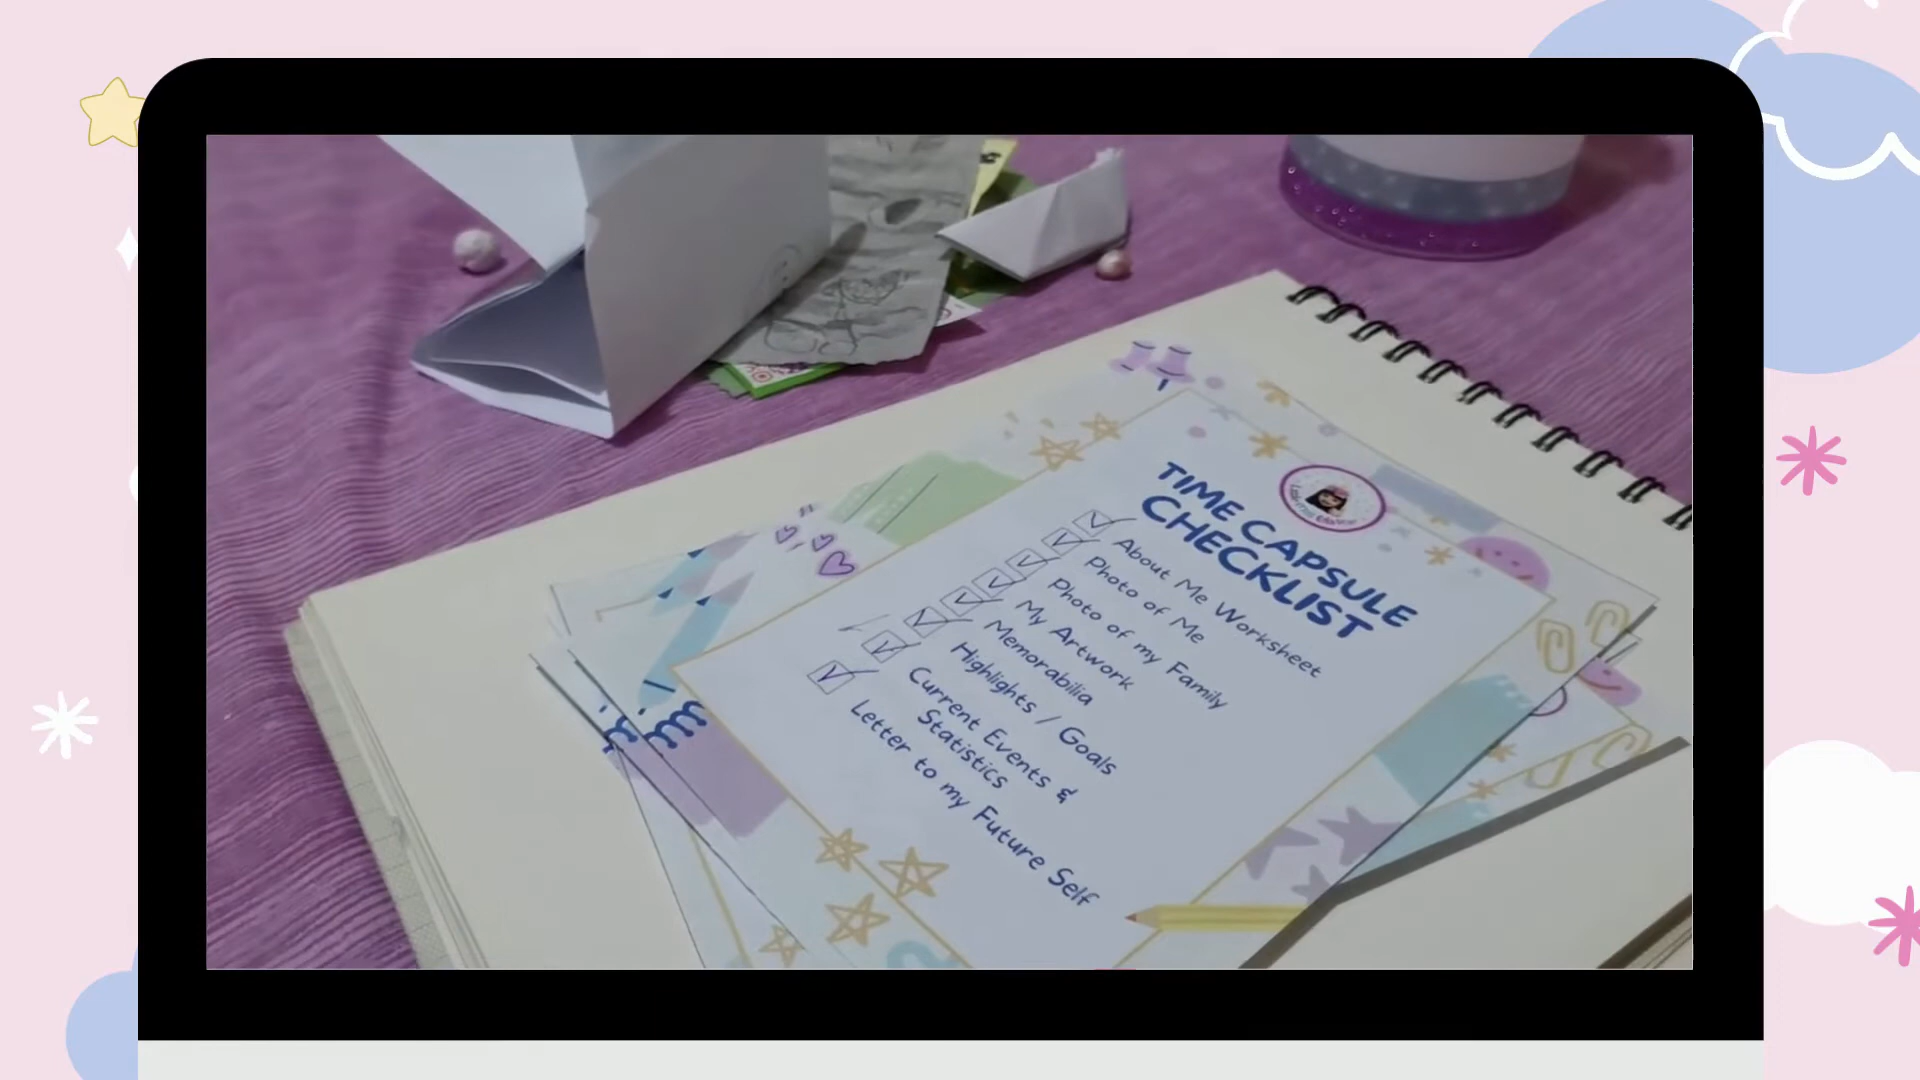 TIME CAPSULE
CHECKLIST
About Me Worksheet
Photo of Me
Photo of my Family
My Artwork
Memorabilia
Highlights / Goals
Current Events &
Statistics
Letter to my Future Self